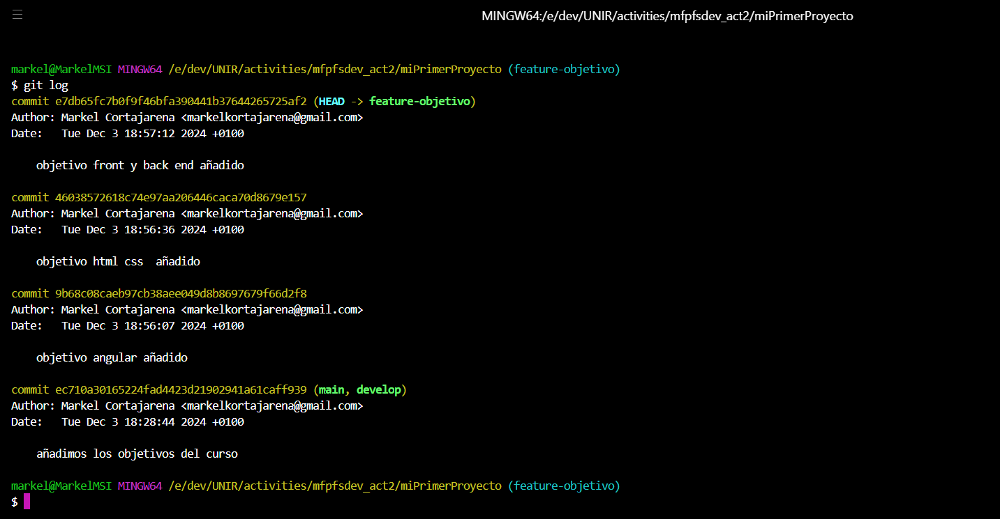 MINGW64:/e/dev/UNIR/activities/mfpfsdev_act2/miPrimerProyecto
markel@MarkelMSI MINGW64 /e/dev/UNIR/activities/mfpfsdev_act2/miPrimerProyecto (feature-objetivo)
$ git log
commit e7db65fc7b0f9f46bfa390441b37644265725af2 (HEAD -> feature-objetivo)
Author: Markel Cortajarena <markelkortajarena@gmail.com>
Date:   Tue Dec 3 18:57:12 2024 +0100
objetivo front y back end añadido
commit 46038572618c74e97aa206446caca70d8679e157
Author: Markel Cortajarena <markelkortajarena@gmail.com>
Date:   Tue Dec 3 18:56:36 2024 +0100
objetivo html css  añadido
commit 9b68c08caeb97cb38aee049d8b8697679f66d2f8
Author: Markel Cortajarena <markelkortajarena@gmail.com>
Date:   Tue Dec 3 18:56:07 2024 +0100
objetivo angular añadido
commit ec710a30165224fad4423d21902941a61caff939 (main, develop)
Author: Markel Cortajarena <markelkortajarena@gmail.com>
Date:   Tue Dec 3 18:28:44 2024 +0100
añadimos los objetivos del curso
markel@MarkelMSI MINGW64 /e/dev/UNIR/activities/mfpfsdev_act2/miPrimerProyecto (feature-objetivo)
$